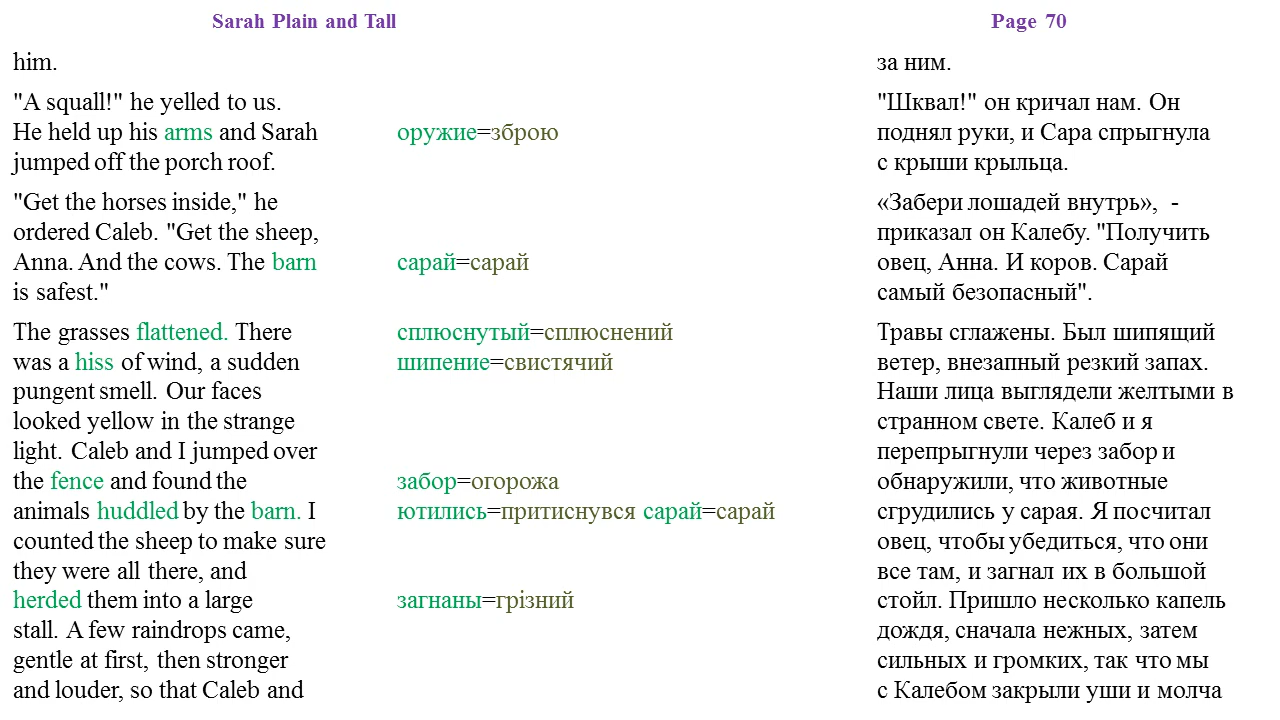 Sarah Plain and Tall
Page 70
him.
"A squall!" he yelled to us.
He held up his arms and Sarah
jumped off the porch roof.
"Get the horses inside," he
ordered Caleb. "Get the sheep,
Anna. And the cows. The barn
is safest."
The grasses flattened. There
was a hiss of wind, a sudden
pungent smell. Our faces
looked yellow in the strange
light. Caleb and I jumped over
the fence and found the
animals huddled by the barn. I
counted the sheep to make sure
they were all there, and
herded them into a large
stall. A few raindrops came,
gentle at first, then stronger
and louder, so that Caleb and
оружие=зброю
сарай=сарай
сплюснутый=сплюснений
шипение=свистячий
забор=огорожа
ютились=притиснувся сарай=сарай
загнаны=грізний
за ним.
"Шквал!" он кричал нам. Он
поднял руки, и Сара спрыгнула
с крыши крыльца.
«Забери лошадей внутрь», -
приказал он Калебу. "Получить
овец, Анна. И коров. Сарай
самый безопасный".
Травы сглажены. Был шипящий
ветер, внезапный резкий запах.
Наши лица выглядели желтыми в
странном свете. Калеб и я
перепрыгнули через забор и
обнаружили, что животные
сгрудились у сарая. Я посчитал
овец, чтобы убедиться, что они
все там, и загнал их в большой
стойл. Пришло несколько капель
дождя, сначала нежных, затем
сильных и громких, так что мы
с Калебом закрыли уши и молча